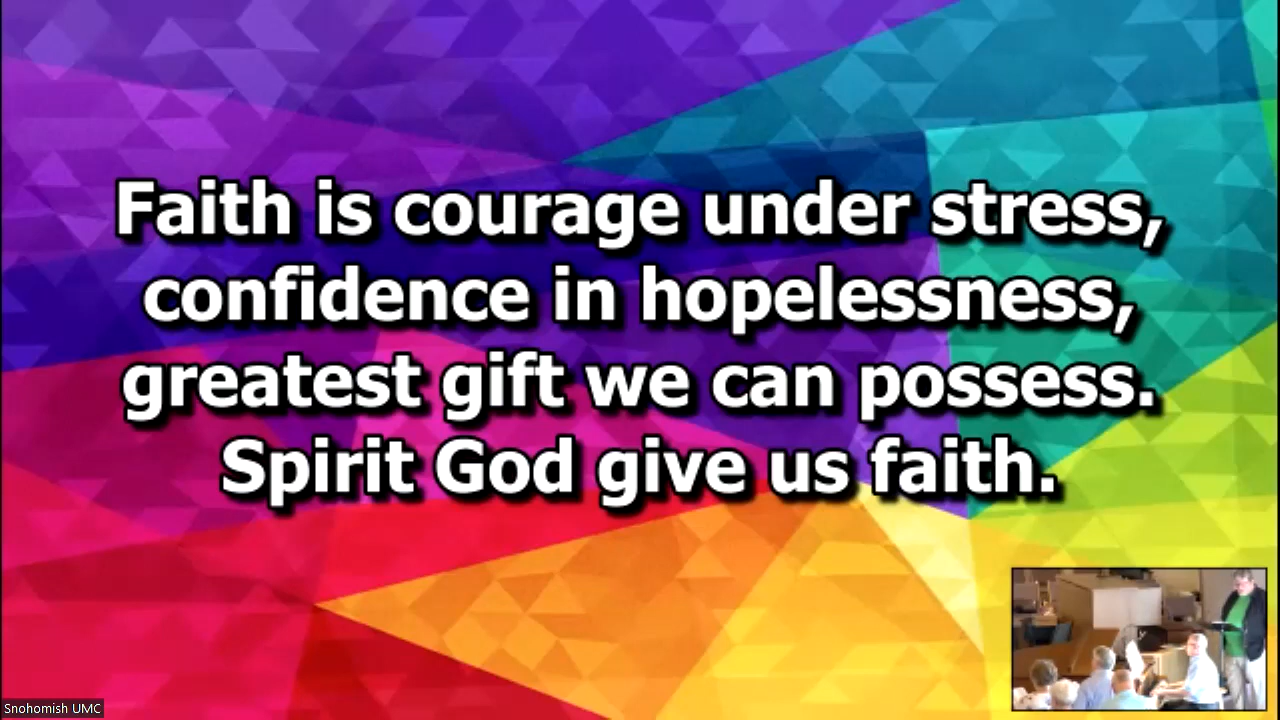 Faith is courage under stress,
confidence in hopelessness,
greatest gift we can possess.
Spirit God give us faith.
Snohomish UMC